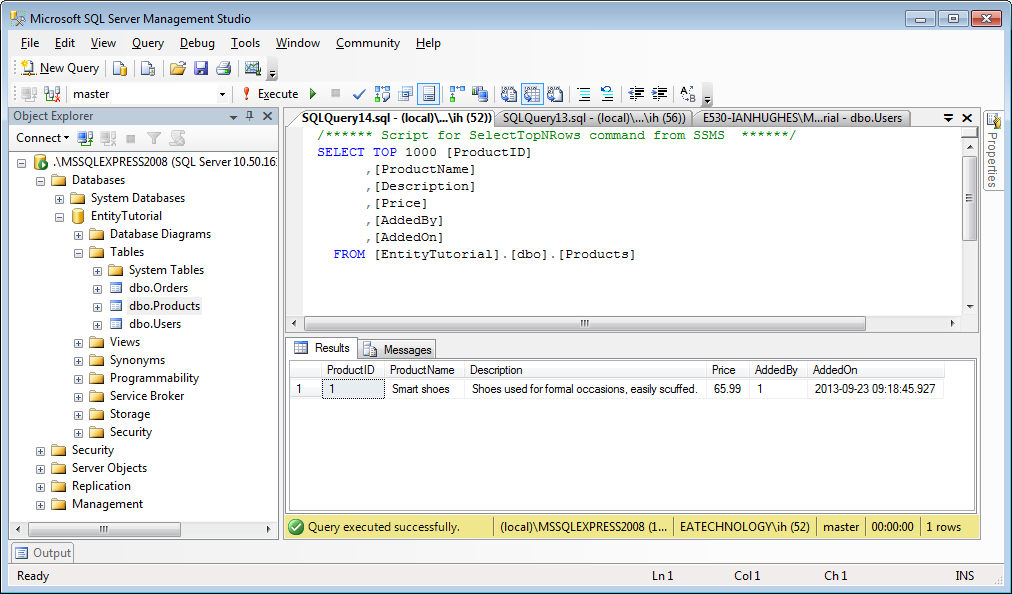 Microsoft SQL Server Management Studio
File Edit View Query Debug Tools Window Community Help
New Query
master Execute
Object Explorer
Connect
.\MSSQLEXPRESS2008 (SQL Server 10.50.16
Databases
System Databases
EntityTutorial
Database Diagrams
Tables
System Tables
dbo.Orders
dbo.Products
dbo.Users
Views
Synonyms
Programmability
Service Broker
Storage
Security
Security
Server Objects
Replication
Management
SQLQuery14.sql - (local)\...\ih (52)) SQLQuery13.sql - (local)\...\ih (56)) E530-IANHUGHES\M...rial - dbo.Users
/****** Script for SelectTopNRows command from SSMS ******/
SELECT TOP 1000 [ProductID]
,[ProductName]
,[Description]
,[Price]
,[AddedBy]
,[AddedOn]
FROM [EntityTutorial].[dbo].[Products]
Properties
Results Messages
ProductID ProductName Description Price AddedBy AddedOn
1 1 Smart shoes Shoes used for formal occasions, easily scuffed. 65.99 1 2013-09-23 09:18:45.927
Query executed successfully. (local)\MSSQLEXPRESS2008 (1... EATECHNOLOGY\ih (52) master 00:00:00 1 rows
Output
Ready Ln 1 Col 1 Ch 1 INS